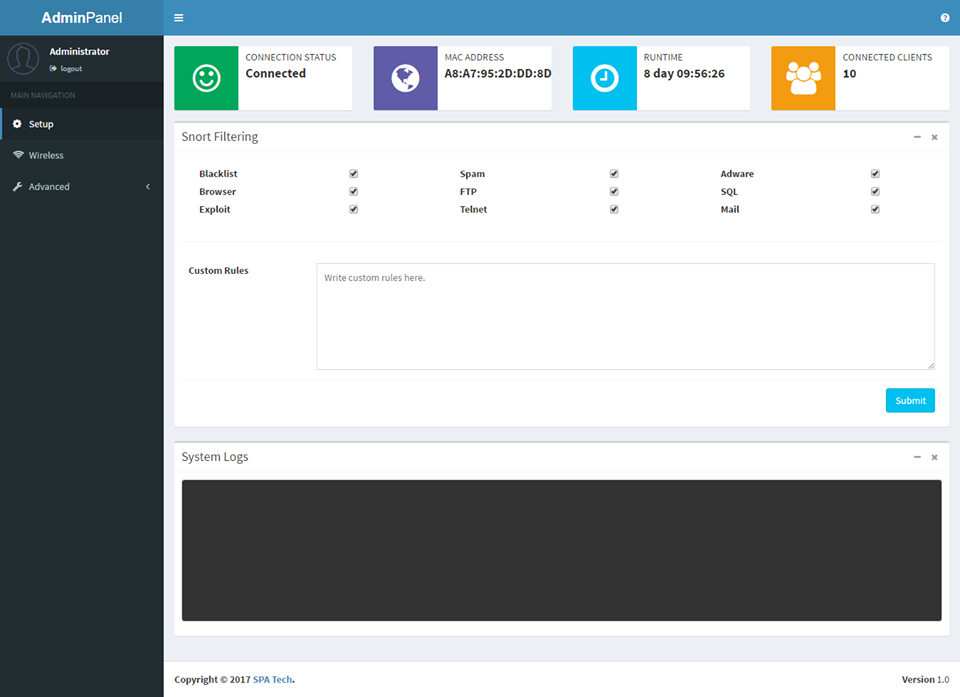 AdminPanel
Administrator
logout
MAIN NAVIGATION
Setup
Wireless
Advanced
CONNECTION STATUS
Connected
MAC ADDRESS
A8:A7:95:2D:DD:8D
RUNTIME
8 day 09:56:26
CONNECTED CLIENTS
10
Snort Filtering
Blacklist Spam Adware
Browser FTP SQL
Exploit Telnet Mail
Custom Rules
Write custom rules here.
Submit
System Logs
Copyright © 2017 SPA Tech.
Version 1.0